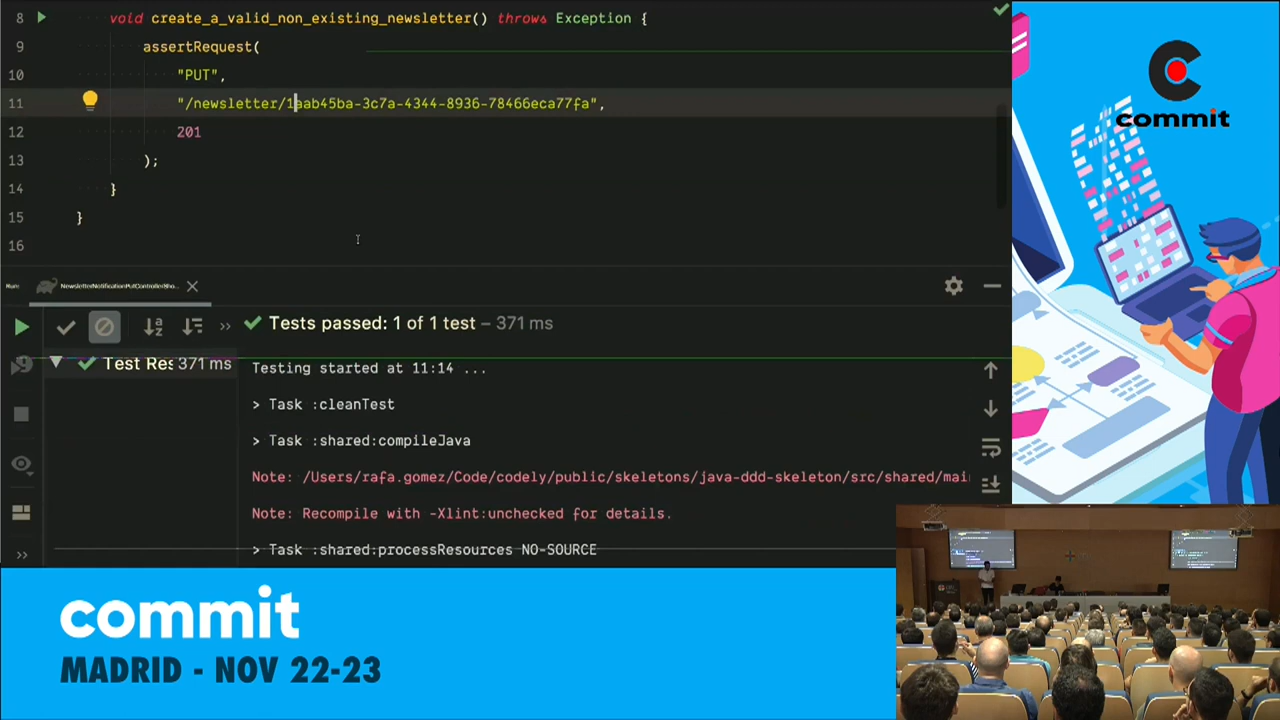 8 void create_a_valid_non_existing_newsletter() throws Exception {
9 assertRequest(
10 "PUT",
11 "/newsletter/1eab45ba-3c7a-4344-8936-78466eca77fa",
12 201
13 );
14 }
15 }
16
commit
Run: NewsletterNotificationPutControllerSho...
Tests passed: 1 of 1 test – 371 ms
Test Res 371 ms
Testing started at 11:14 ...
> Task :cleanTest
> Task :shared:compileJava
Note: /Users/rafa.gomez/Code/codely/public/skeletons/java-ddd-skeleton/src/shared/mai
Note: Recompile with -Xlint:unchecked for details.
> Task :shared:processResources NO-SOURCE
commit
MADRID - NOV 22-23